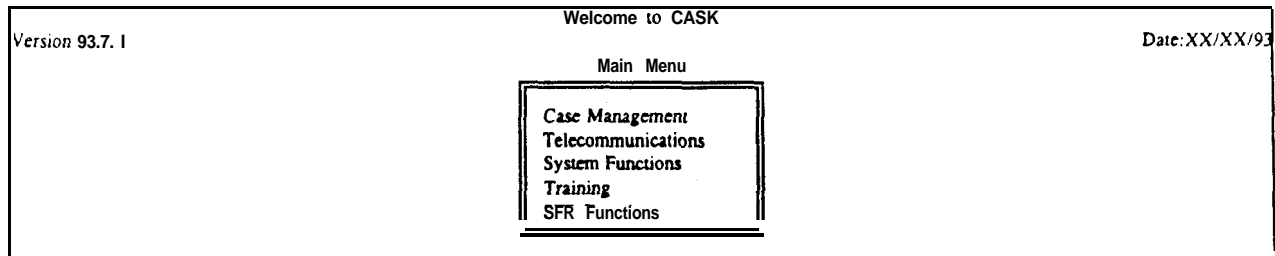 Welcome to CASK
Version 93.7. I
Date:XX/XX/93
Main Menu
Case Management
Telecommunications
System Functions
Training
SFR Functions